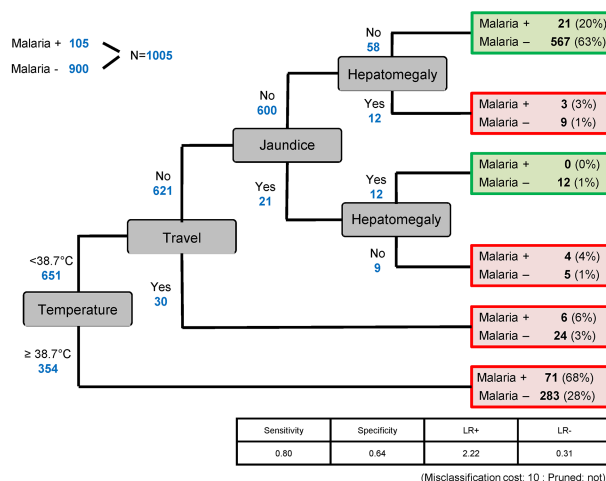 Malaria + 105
Malaria - 900
N=1005
No
58
Hepatomegaly
Yes
12
Malaria + 21 (20%)
Malaria – 567 (63%)
Malaria + 3 (3%)
Malaria – 9 (1%)
No
600
Jaundice
Yes
21
Yes
12
Hepatomegaly
No
9
Malaria + 0 (0%)
Malaria – 12 (1%)
Malaria + 4 (4%)
Malaria – 5 (1%)
No
621
Travel
Yes
30
Malaria + 6 (6%)
Malaria – 24 (3%)
<38.7°C
651
Temperature
≥ 38.7°C
354
Malaria + 71 (68%)
Malaria – 283 (28%)
Sensitivity Specificity LR+ LR-
0.80 0.64 2.22 0.31
(Misclassification cost: 10 ; Pruned: not)